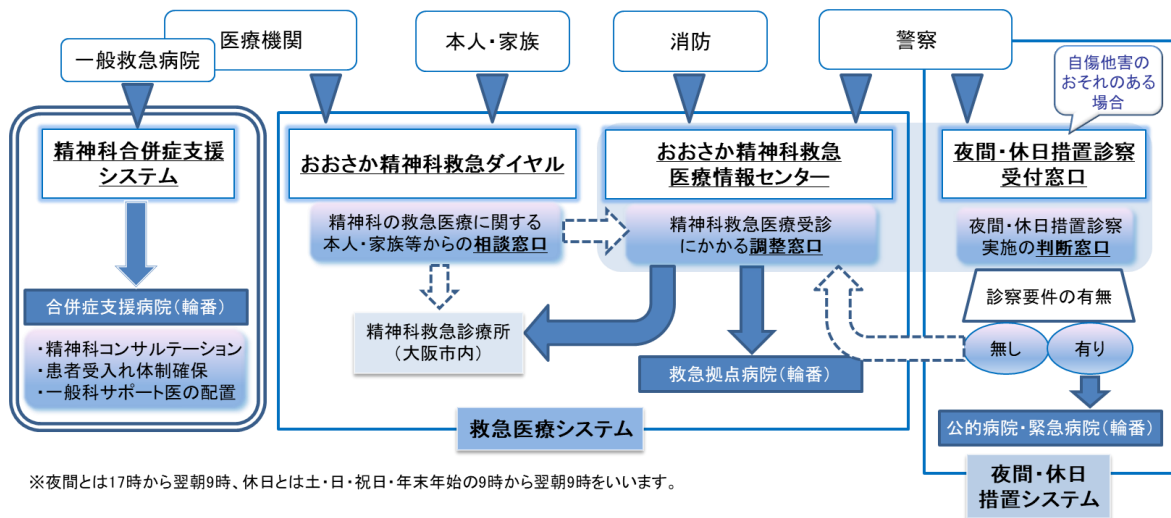 医療機関
一般救急病院
本人・家族
消防
警察
自傷他害の
おそれのある
場合
精神科合併症支援
システム
おおさか精神科救急ダイヤル
おおさか精神科救急
医療情報センター
夜間・休日措置診察
受付窓口
精神科の救急医療に関する
本人・家族等からの相談窓口
精神科救急医療受診
にかかる調整窓口
夜間・休日措置診察
実施の判断窓口
診察要件の有無
無し
有り
合併症支援病院(輪番)
・精神科コンサルテーション
・患者受入れ体制確保
・一般科サポート医の配置
精神科救急診療所
(大阪市内)
救急拠点病院(輪番)
公的病院・緊急病院(輪番)
救急医療システム
夜間・休日
措置システム
※夜間とは17時から翌朝9時、休日とは土・日・祝日・年末年始の9時から翌朝9時をいいます。